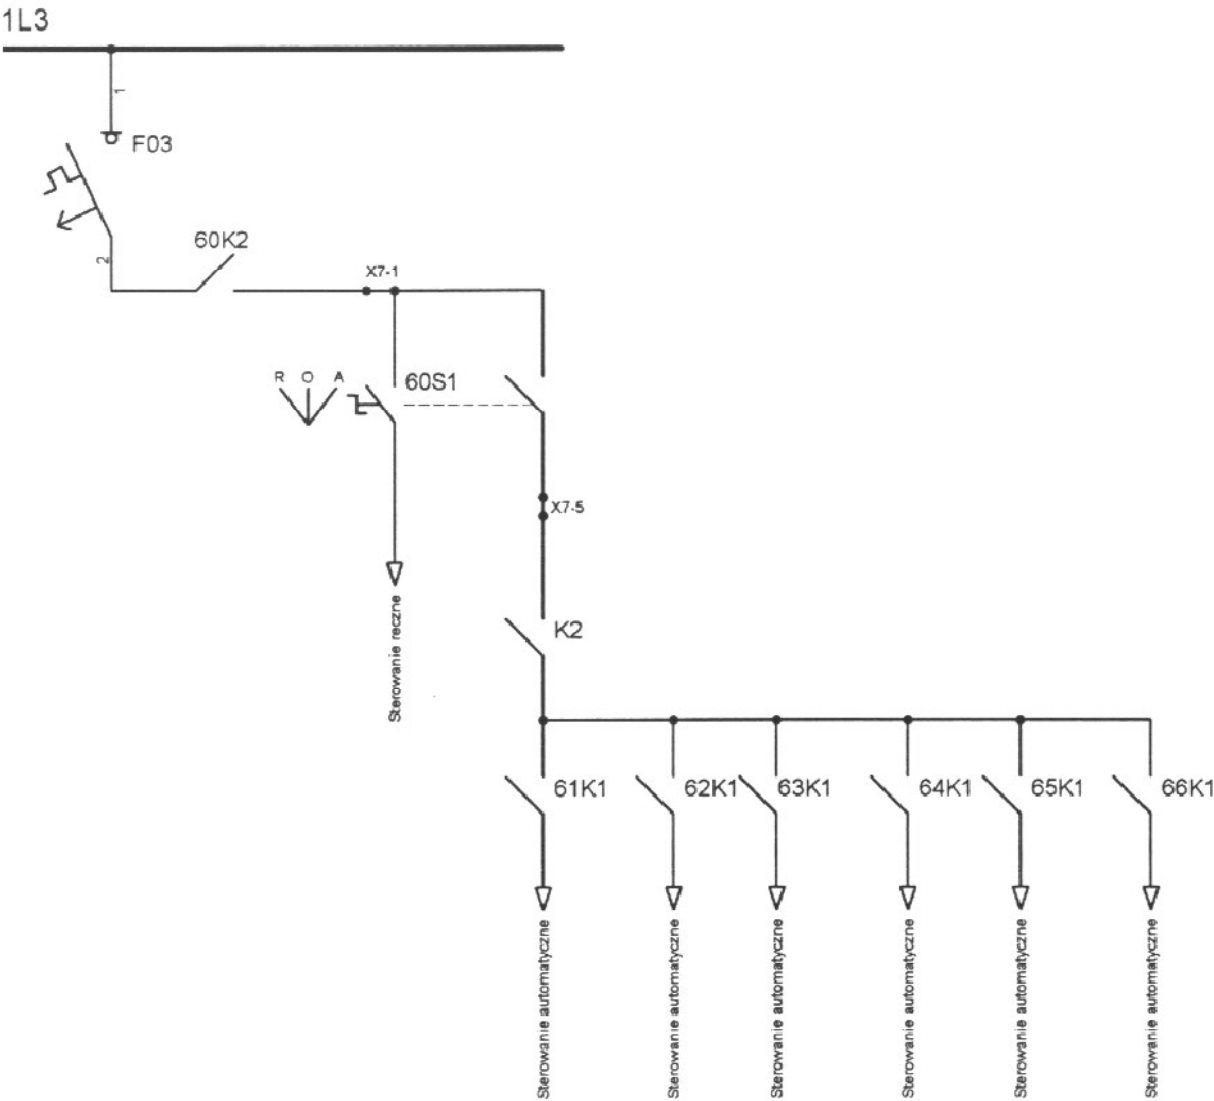 1L3
1
F03
2
60K2
X7-1
R O A
60S1
X7-5
Sterowanie reczne
K2
61K1
62K1
63K1
64K1
65K1
66K1
Sterowanie automatyczne
Sterowanie automatyczne
Sterowanie automatyczne
Sterowanie automatyczne
Sterowanie automatyczne
Sterowanie automatyczne